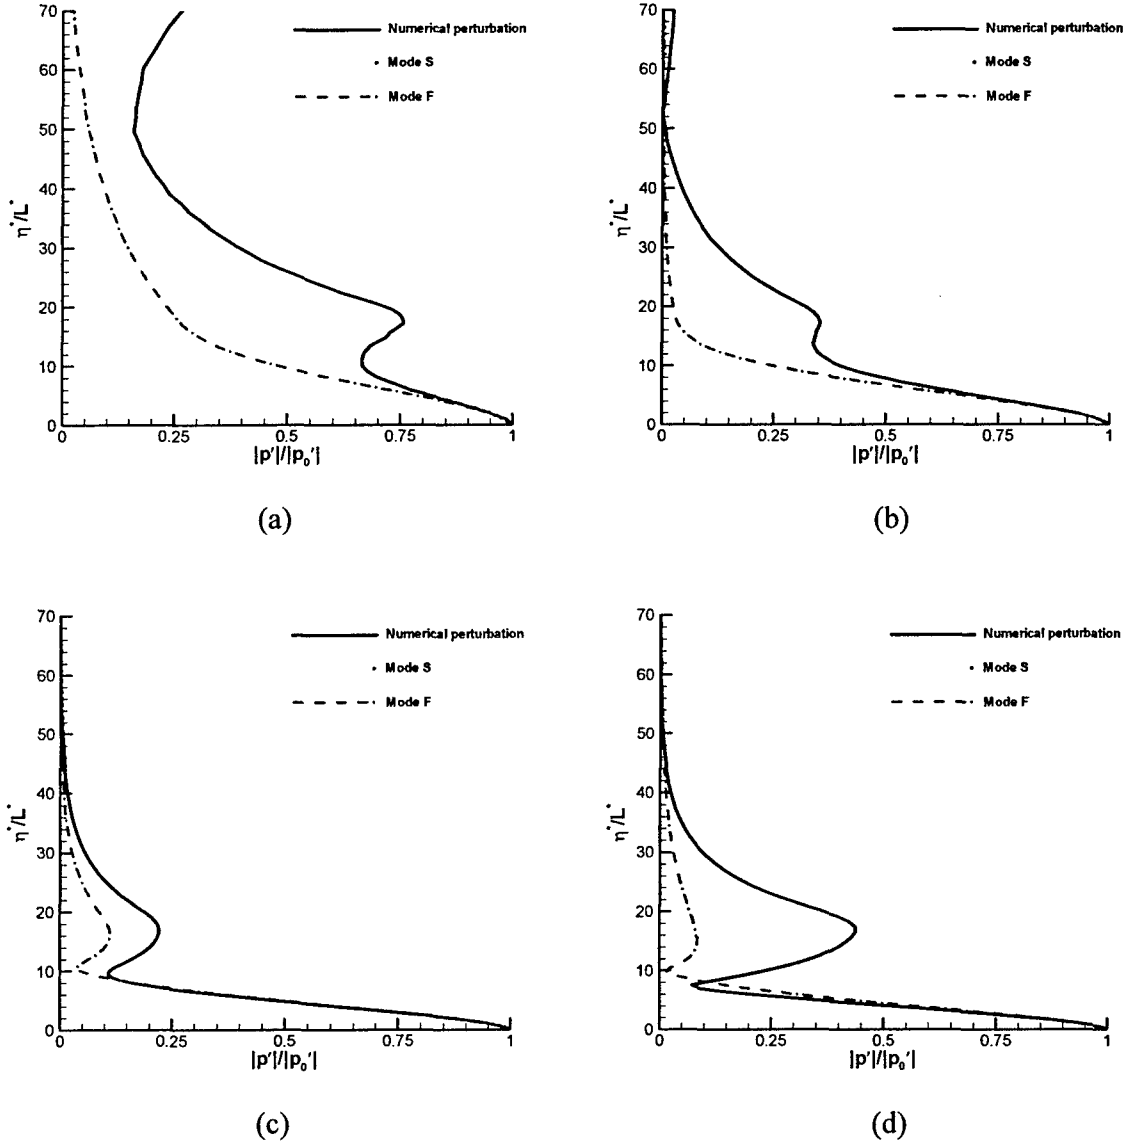 70
60
50
40
30
20
10
0
η*/L*
Numerical perturbation
Mode S
Mode F
0 0.25 0.5 0.75 1
|p'|/|p₀'|
(a)
70
60
50
40
30
20
10
0
η*/L*
Numerical perturbation
Mode S
Mode F
0 0.25 0.5 0.75 1
|p'|/|p₀'|
(b)
70
60
50
40
30
20
10
0
η*/L*
Numerical perturbation
Mode S
Mode F
0 0.25 0.5 0.75 1
|p'|/|p₀'|
(c)
70
60
50
40
30
20
10
0
η*/L*
Numerical perturbation
Mode S
Mode F
0 0.25 0.5 0.75 1
|p'|/|p₀'|
(d)